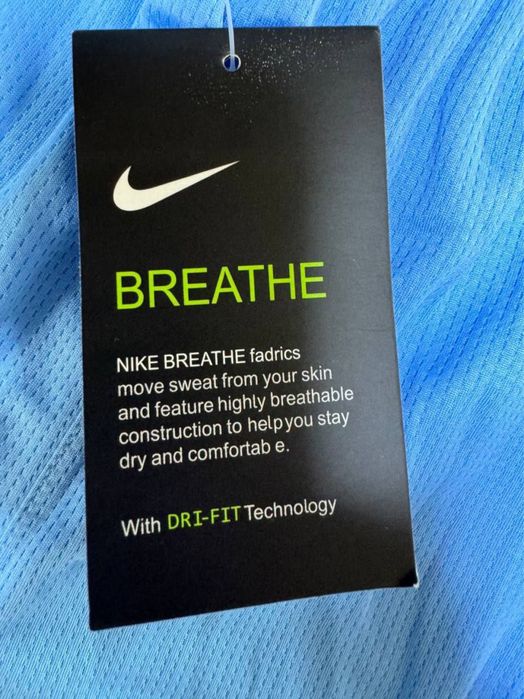 BREATHE
NIKE BREATHE fadrics
move sweat from your skin
and feature highly breathable
construction to helpyou stay
dry and comfortab e.
With DRI-FIT Technology